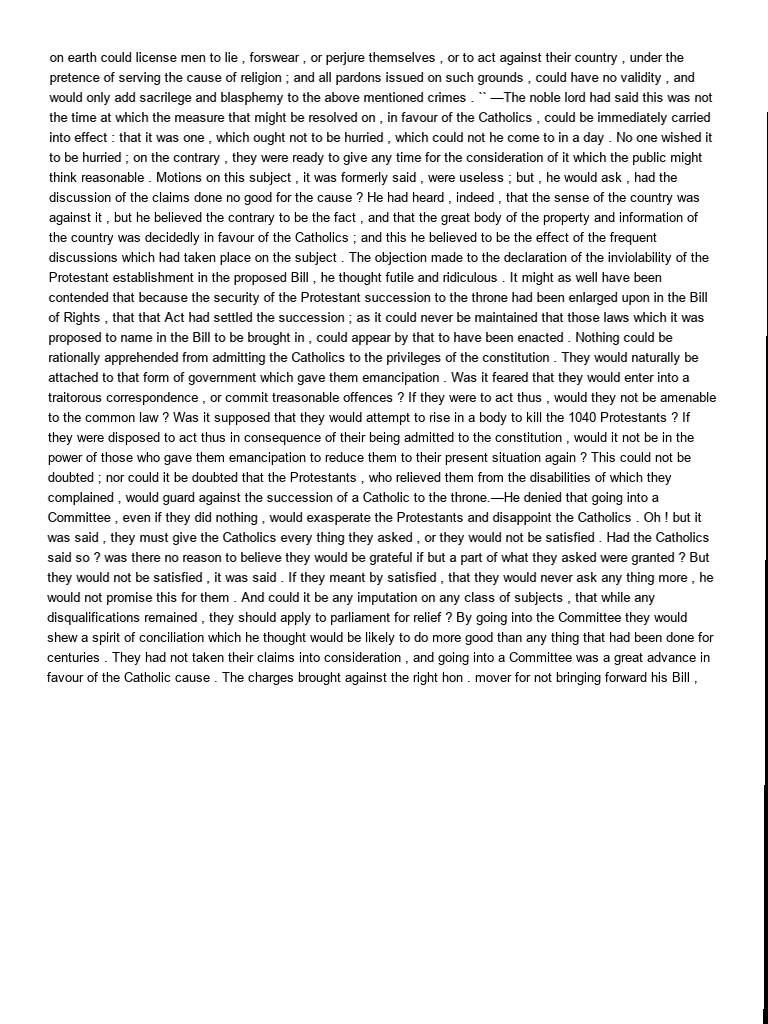 on earth could license men to lie , forswear , or perjure themselves , or to act against their country , under the
pretence of serving the cause of religion ; and all pardons issued on such grounds , could have no validity , and
would only add sacrilege and blasphemy to the above mentioned crimes . `` —The noble lord had said this was not
the time at which the measure that might be resolved on , in favour of the Catholics , could be immediately carried
into effect : that it was one , which ought not to be hurried , which could not he come to in a day . No one wished it
to be hurried ; on the contrary , they were ready to give any time for the consideration of it which the public might
think reasonable . Motions on this subject , it was formerly said , were useless ; but , he would ask , had the
discussion of the claims done no good for the cause ? He had heard , indeed , that the sense of the country was
against it , but he believed the contrary to be the fact , and that the great body of the property and information of
the country was decidedly in favour of the Catholics ; and this he believed to be the effect of the frequent
discussions which had taken place on the subject . The objection made to the declaration of the inviolability of the
Protestant establishment in the proposed Bill , he thought futile and ridiculous . It might as well have been
contended that because the security of the Protestant succession to the throne had been enlarged upon in the Bill
of Rights , that that Act had settled the succession ; as it could never be maintained that those laws which it was
proposed to name in the Bill to be brought in , could appear by that to have been enacted . Nothing could be
rationally apprehended from admitting the Catholics to the privileges of the constitution . They would naturally be
attached to that form of government which gave them emancipation . Was it feared that they would enter into a
traitorous correspondence , or commit treasonable offences ? If they were to act thus , would they not be amenable
to the common law ? Was it supposed that they would attempt to rise in a body to kill the 1040 Protestants ? If
they were disposed to act thus in consequence of their being admitted to the constitution , would it not be in the
power of those who gave them emancipation to reduce them to their present situation again ? This could not be
doubted ; nor could it be doubted that the Protestants , who relieved them from the disabilities of which they
complained , would guard against the succession of a Catholic to the throne.—He denied that going into a
Committee , even if they did nothing , would exasperate the Protestants and disappoint the Catholics . Oh ! but it
was said , they must give the Catholics every thing they asked , or they would not be satisfied . Had the Catholics
said so ? was there no reason to believe they would be grateful if but a part of what they asked were granted ? But
they would not be satisfied , it was said . If they meant by satisfied , that they would never ask any thing more , he
would not promise this for them . And could it be any imputation on any class of subjects , that while any
disqualifications remained , they should apply to parliament for relief ? By going into the Committee they would
shew a spirit of conciliation which he thought would be likely to do more good than any thing that had been done for
centuries . They had not taken their claims into consideration , and going into a Committee was a great advance in
favour of the Catholic cause . The charges brought against the right hon . mover for not bringing forward his Bill ,